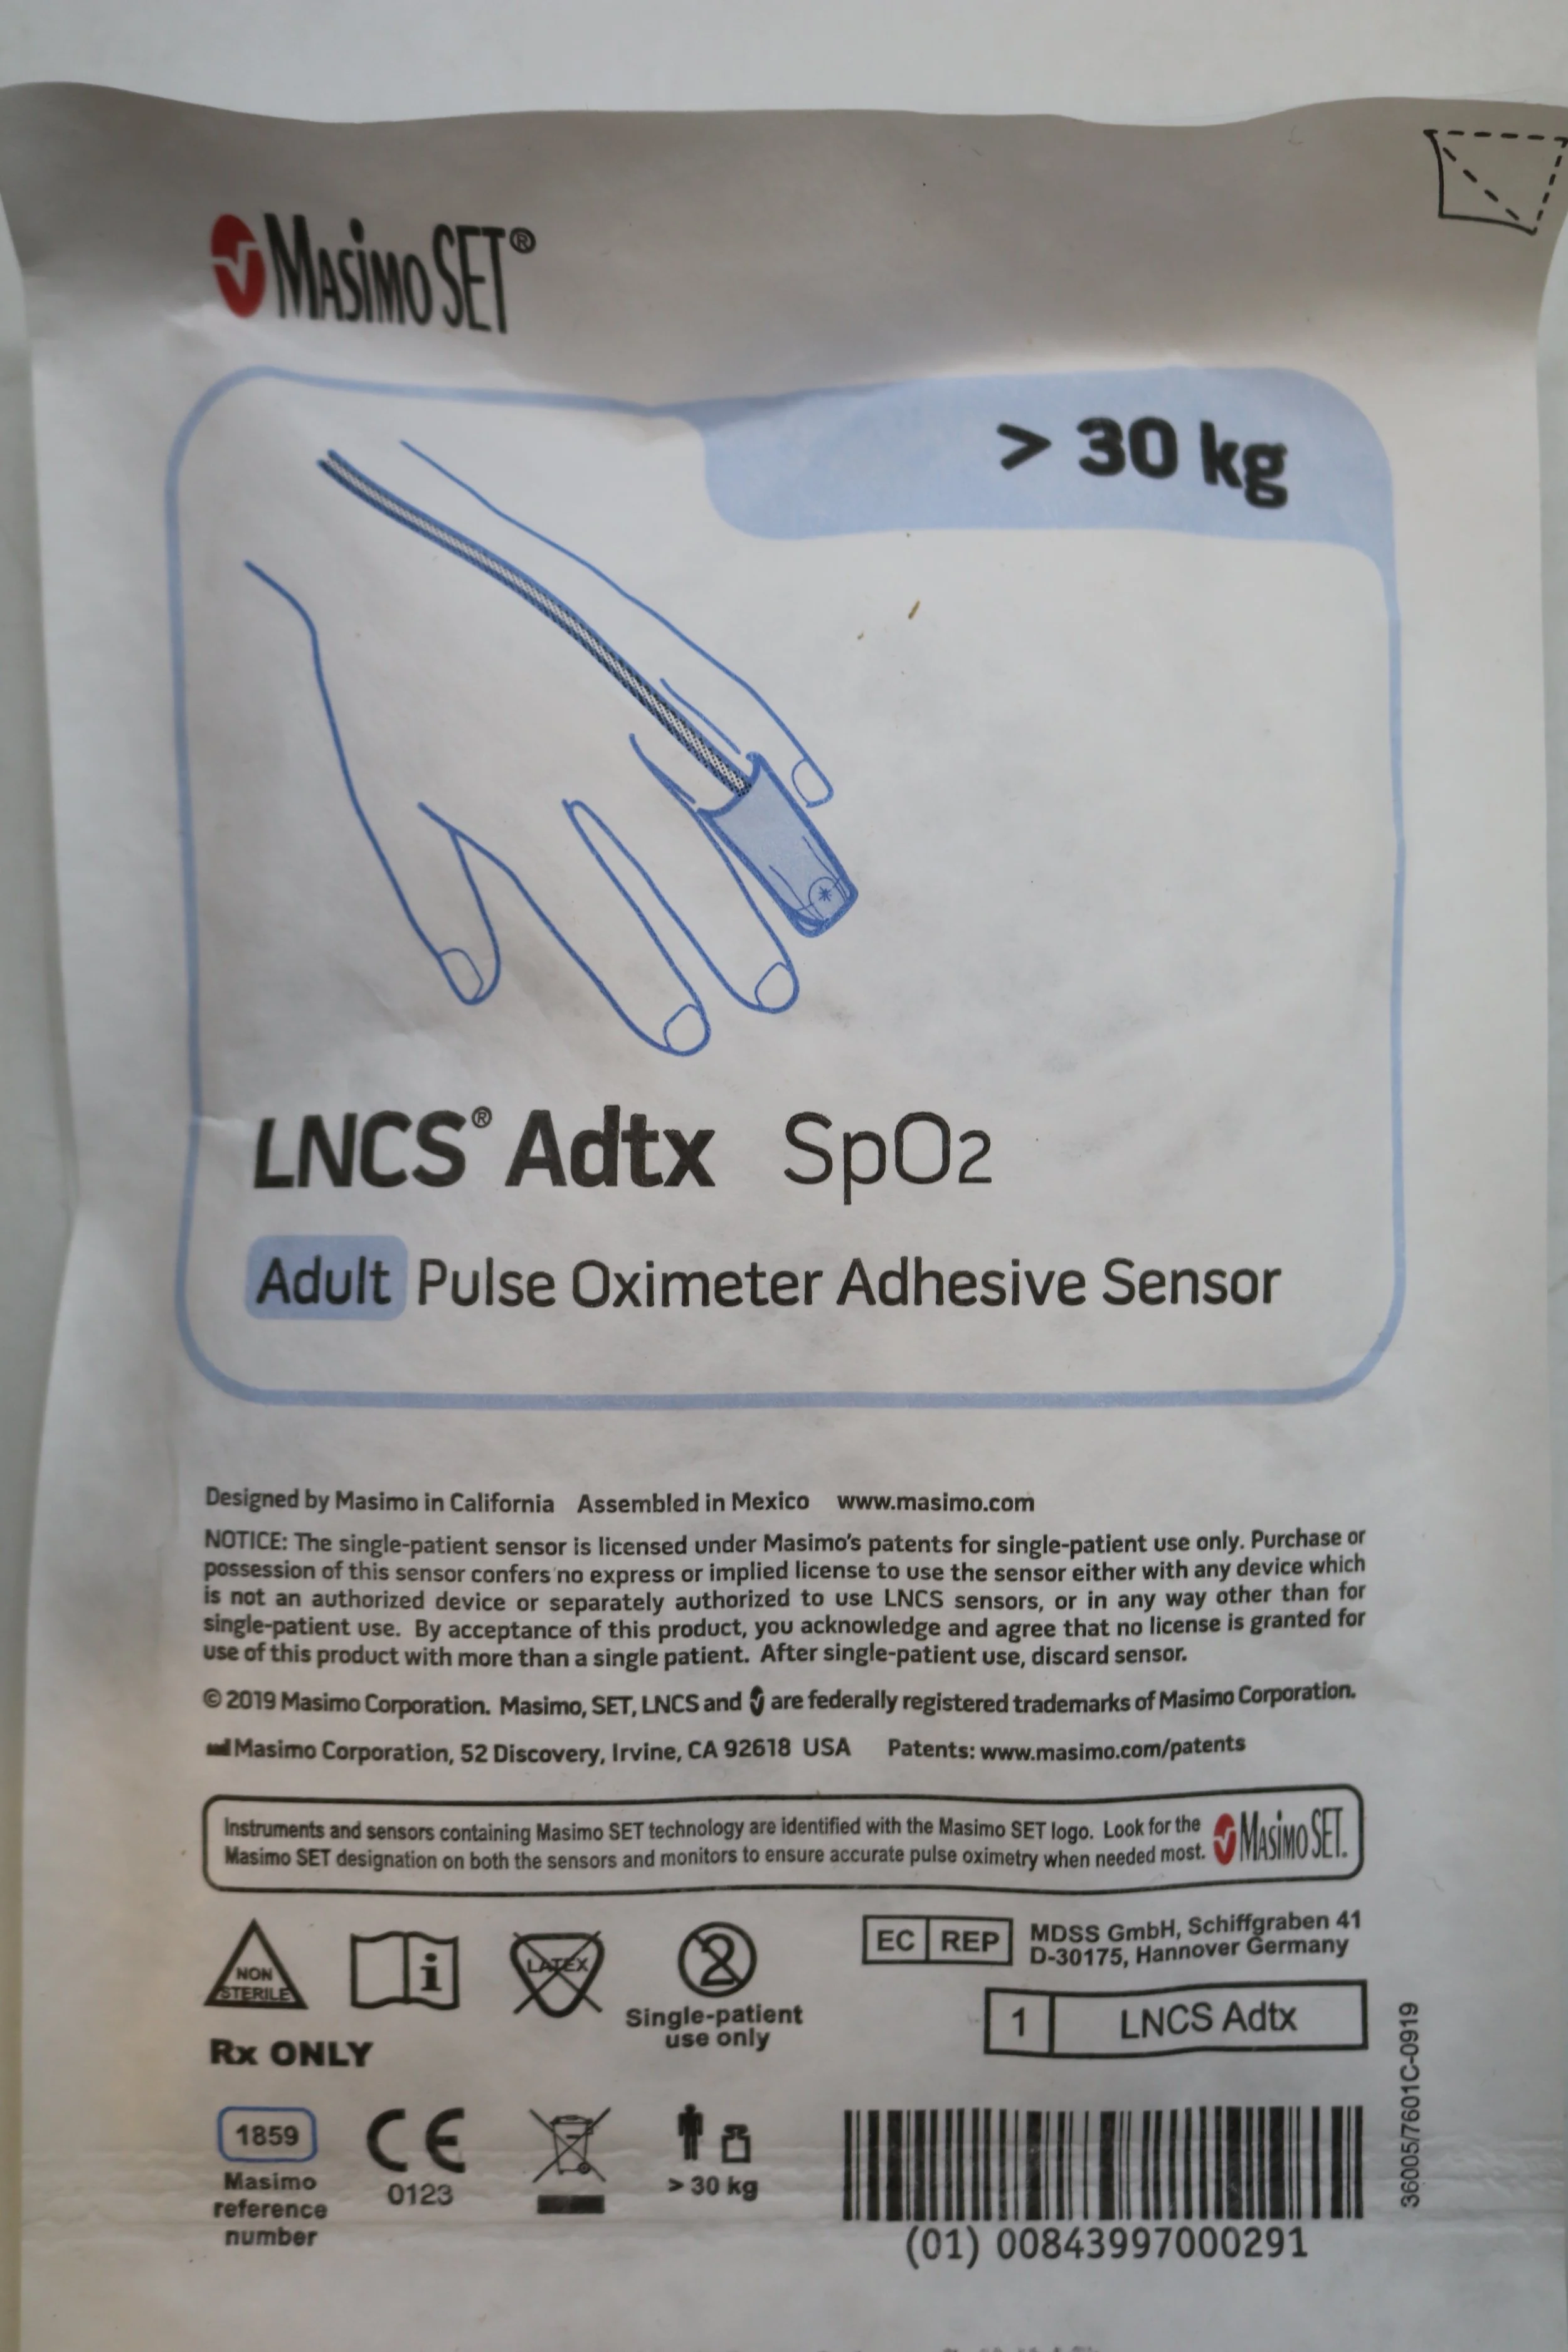 MASIMO SET®
> 30 kg
LNCS® Adtx SpO2
Adult Pulse Oximeter Adhesive Sensor
Designed by Masimo in California Assembled in Mexico www.masimo.com
NOTICE: The single-patient sensor is licensed under Masimo's patents for single-patient use only. Purchase or
possession of this sensor confers no express or implied license to use the sensor either with any device which
is not an authorized device or separately authorized to use LNCS sensors, or in any way other than for
single-patient use. By acceptance of this product, you acknowledge and agree that no license is granted for
use of this product with more than a single patient. After single-patient use, discard sensor.
© 2019 Masimo Corporation. Masimo, SET, LNCS and are federally registered trademarks of Masimo Corporation.
Masimo Corporation, 52 Discovery, Irvine, CA 92618 USA Patents: www.masimo.com/patents
Instruments and sensors containing Masimo SET technology are identified with the Masimo SET logo. Look for the
Masimo SET designation on both the sensors and monitors to ensure accurate pulse oximetry when needed most.
MASIMO SET.
NON
STERILE
i
LATEX
2
Single-patient
use only
EC REP
MDSS GmbH, Schiffgraben 41
D-30175, Hannover Germany
1 LNCS Adtx
Rx ONLY
1859
Masimo
reference
number
CE
0123
> 30 kg
(01) 00843997000291
36005/7601C-0919